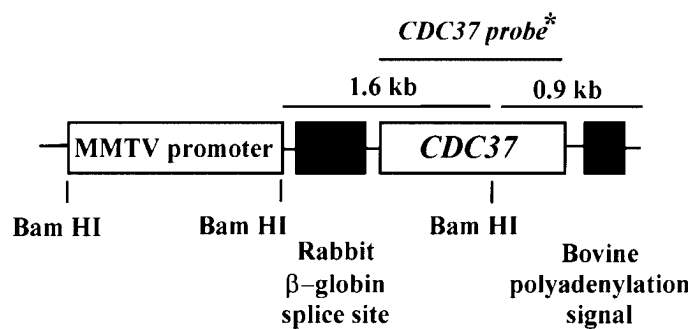 CDC37 probe*
1.6 kb
0.9 kb
MMTV promoter
CDC37
Bam HI
Bam HI
Bam HI
Rabbit
β–globin
splice site
Bovine
polyadenylation
signal